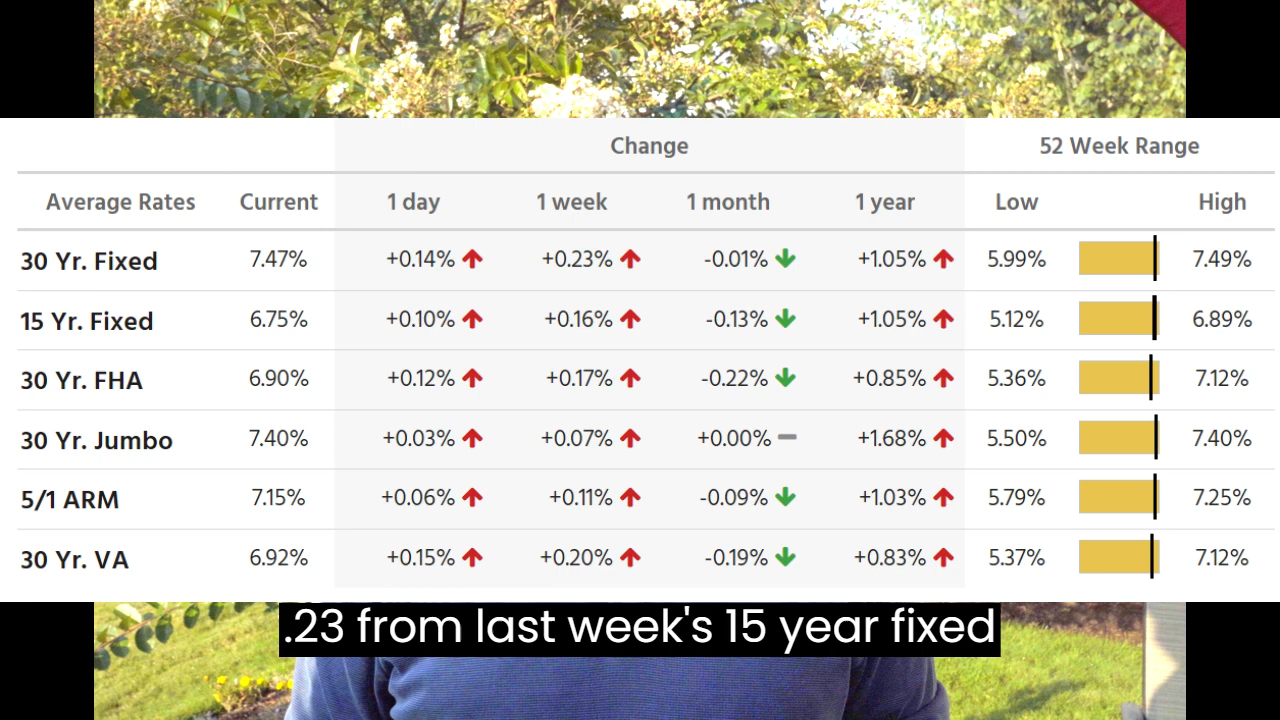 Change 52 Week Range
Average Rates Current 1 day 1 week 1 month 1 year Low High
30 Yr. Fixed 7.47% +0.14% +0.23% -0.01% +1.05% 5.99% 7.49%
15 Yr. Fixed 6.75% +0.10% +0.16% -0.13% +1.05% 5.12% 6.89%
30 Yr. FHA 6.90% +0.12% +0.17% -0.22% +0.85% 5.36% 7.12%
30 Yr. Jumbo 7.40% +0.03% +0.07% +0.00% +1.68% 5.50% 7.40%
5/1 ARM 7.15% +0.06% +0.11% -0.09% +1.03% 5.79% 7.25%
30 Yr. VA 6.92% +0.15% +0.20% -0.19% +0.83% 5.37% 7.12%
.23 from last week's 15 year fixed